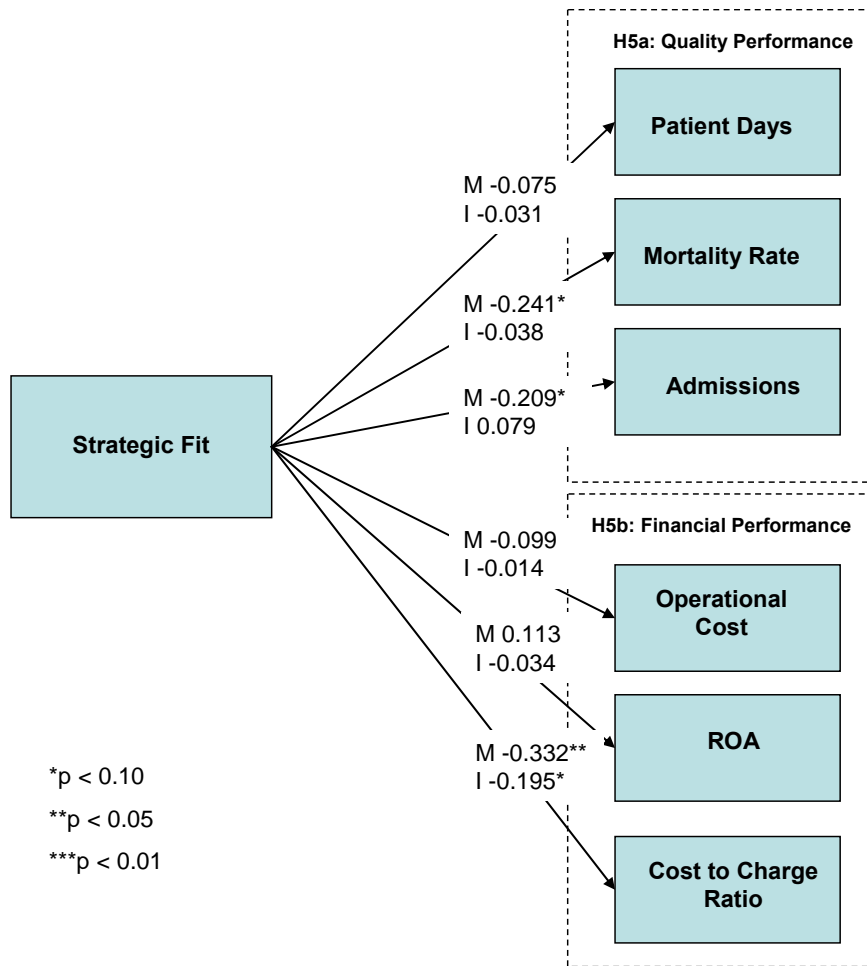 H5a: Quality Performance
Patient Days
M -0.075
I -0.031
Mortality Rate
M -0.241*
I -0.038
Admissions
M -0.209*
I 0.079
Strategic Fit
H5b: Financial Performance
M -0.099
I -0.014
Operational
Cost
M 0.113
I -0.034
ROA
M -0.332**
I -0.195*
Cost to Charge
Ratio
*p < 0.10
**p < 0.05
***p < 0.01